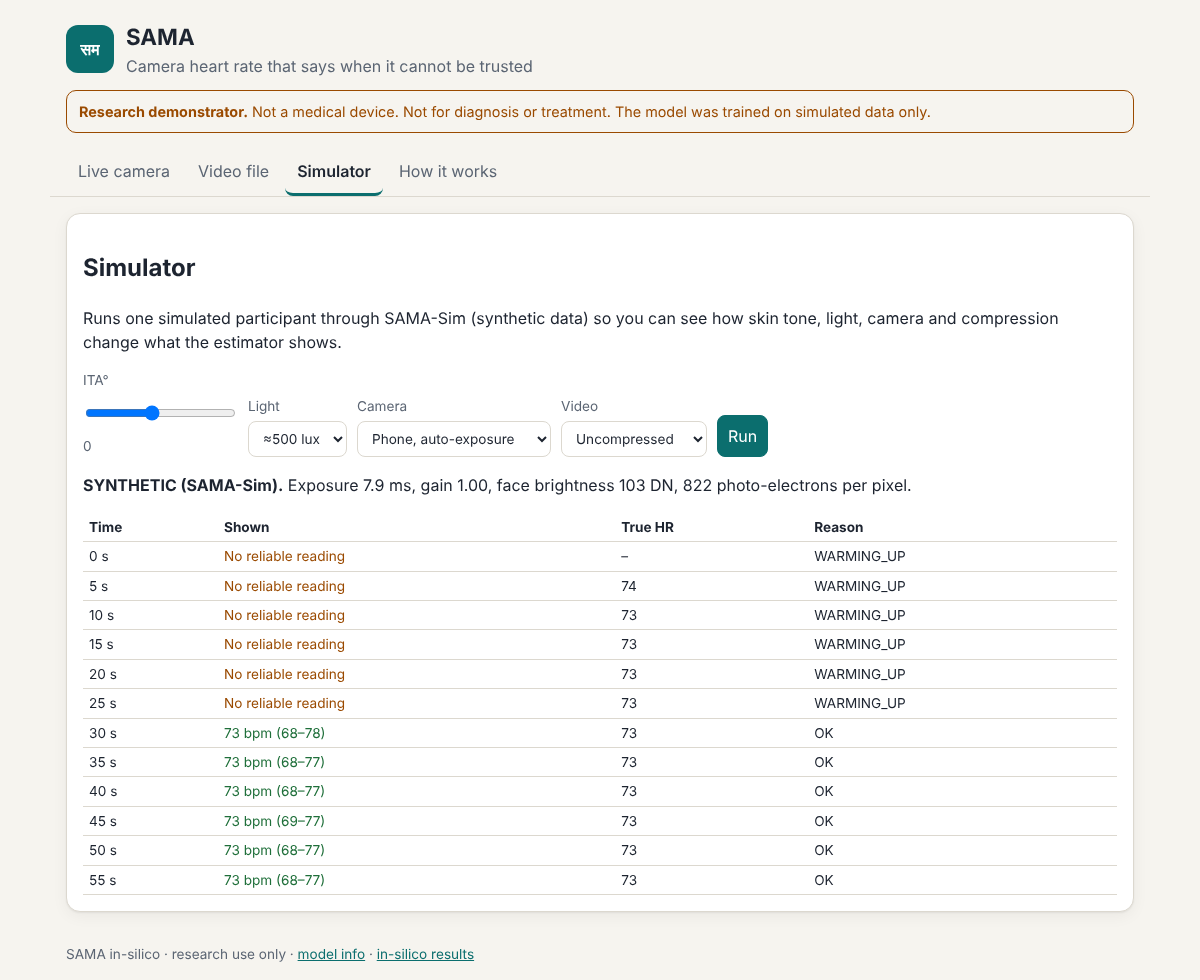 सम
SAMA
Camera heart rate that says when it cannot be trusted
Research demonstrator. Not a medical device. Not for diagnosis or treatment. The model was trained on simulated data only.
Live camera Video file Simulator How it works
Simulator
Runs one simulated participant through SAMA-Sim (synthetic data) so you can see how skin tone, light, camera and compression
change what the estimator shows.
ITA°
Light Camera Video
≈500 lux Phone, auto-exposure Uncompressed Run
0
SYNTHETIC (SAMA-Sim). Exposure 7.9 ms, gain 1.00, face brightness 103 DN, 822 photo-electrons per pixel.
Time Shown True HR Reason
0 s No reliable reading – WARMING_UP
5 s No reliable reading 74 WARMING_UP
10 s No reliable reading 73 WARMING_UP
15 s No reliable reading 73 WARMING_UP
20 s No reliable reading 73 WARMING_UP
25 s No reliable reading 73 WARMING_UP
30 s 73 bpm (68–78) 73 OK
35 s 73 bpm (68–77) 73 OK
40 s 73 bpm (68–77) 73 OK
45 s 73 bpm (69–77) 73 OK
50 s 73 bpm (68–77) 73 OK
55 s 73 bpm (68–77) 73 OK
SAMA in-silico · research use only · model info · in-silico results